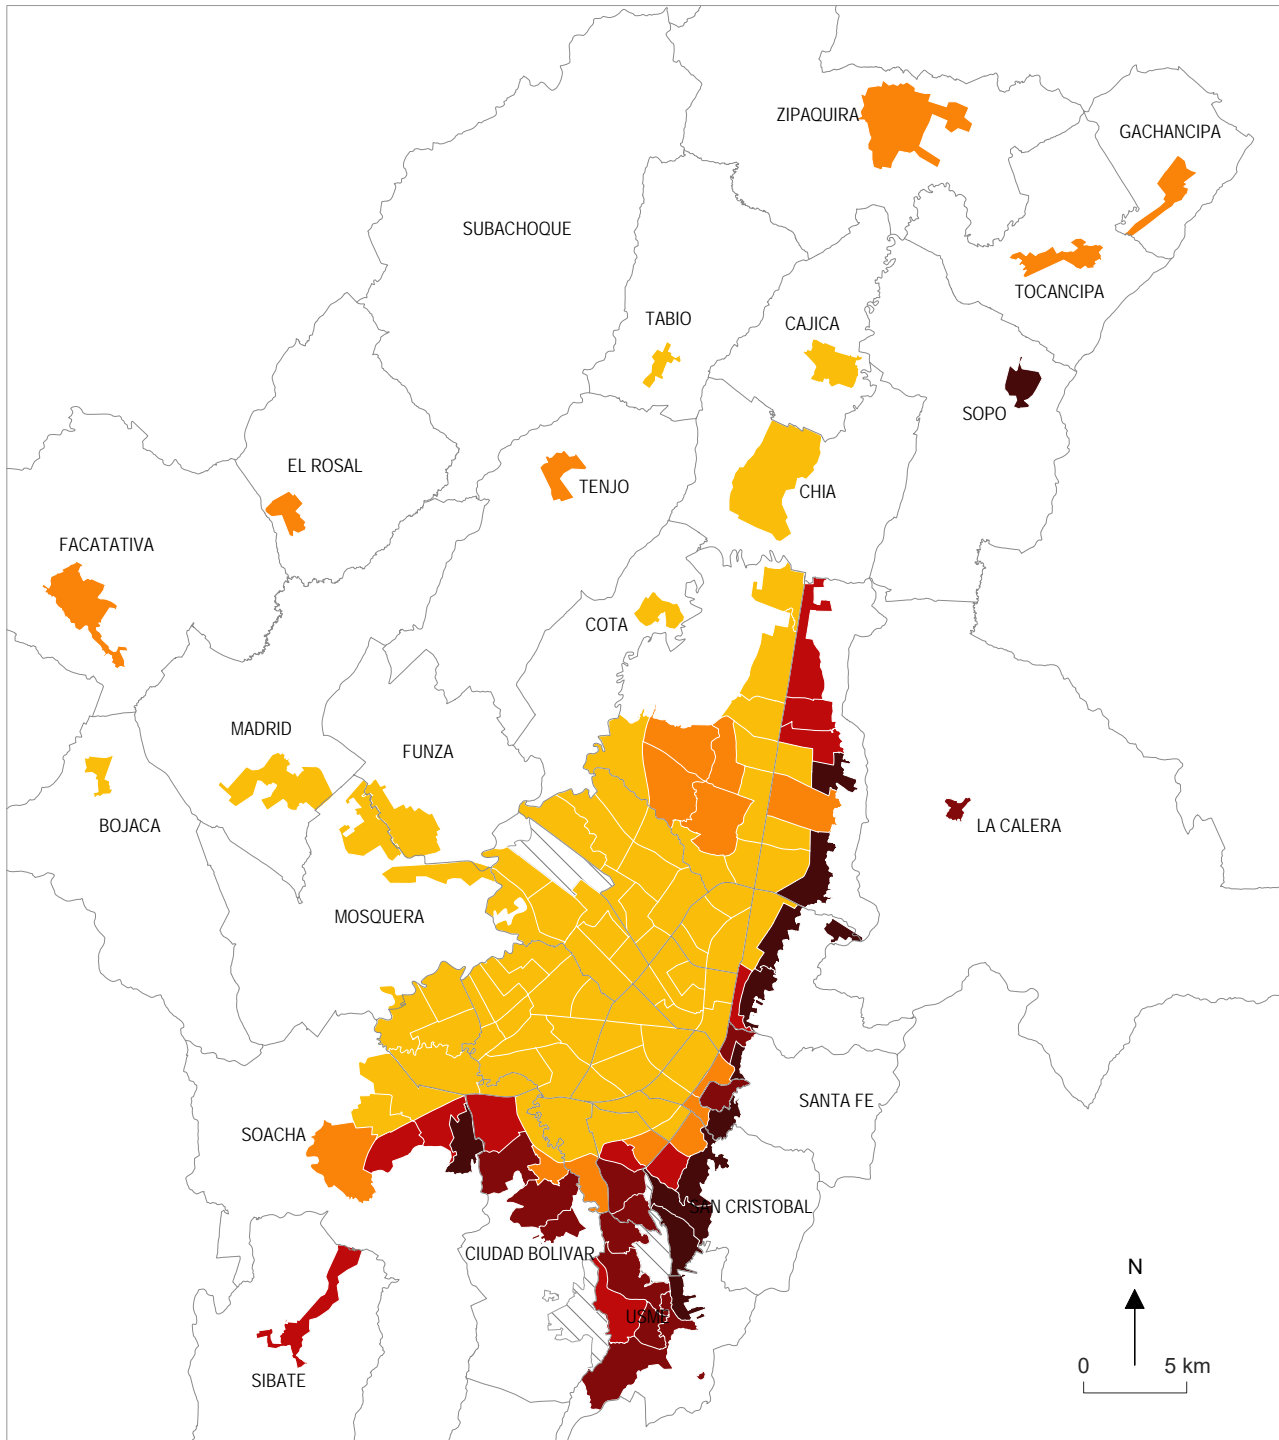 ZIPAQUIRA
GACHANCIPA
SUBACHOQUE
TOCANCIPA
TABIO
CAJICA
SOPO
EL ROSAL
TENJO
CHIA
FACATATIVA
COTA
MADRID
FUNZA
BOJACA
LA CALERA
MOSQUERA
SANTA FE
SOACHA
SAN CRISTOBAL
CIUDAD BOLIVAR
N
USME
0 5 km
SIBATE